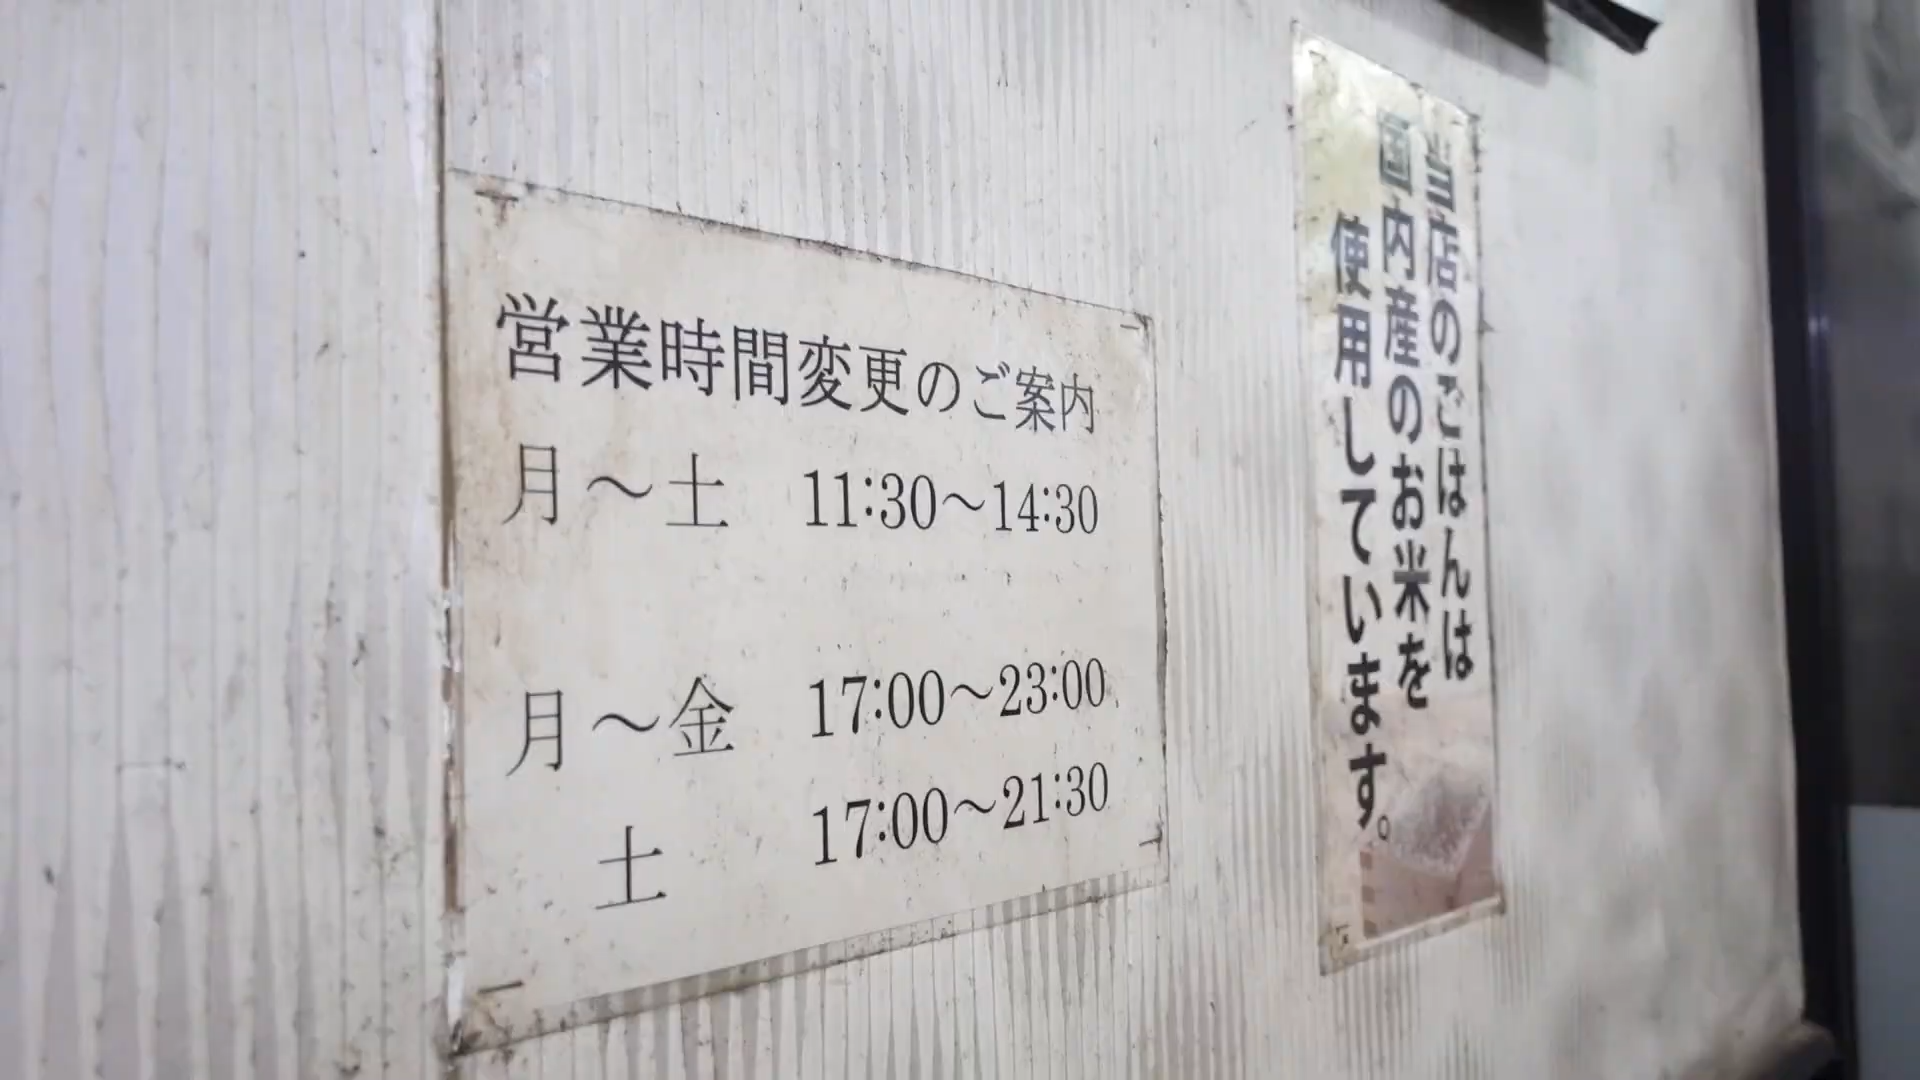 営業時間変更のご案内
月～土　11:30～14:30
月～金　17:00～23:00
土　17:00～21:30
当店のごはんは
国内産のお米を
使用しています。